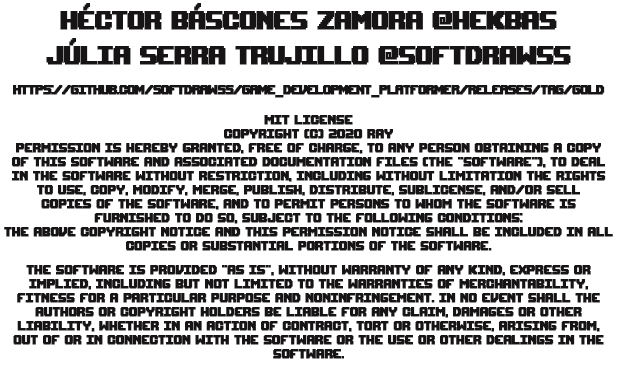 HÉCTOR BÁSCONES ZAMORA @HEKBAS
JÚLIA SERRA TRUJILLO @SOFTDRAWSS
HTTPS://GITHUB.COM/SOFTDRAWSS/GAME_DEVELOPMENT_PLATFORMER/RELEASES/TAG/GOLD
MIT LICENSE
COPYRIGHT (C) 2020 RAY
PERMISSION IS HEREBY GRANTED, FREE OF CHARGE, TO ANY PERSON OBTAINING A COPY
OF THIS SOFTWARE AND ASSOCIATED DOCUMENTATION FILES (THE "SOFTWARE"), TO DEAL
IN THE SOFTWARE WITHOUT RESTRICTION, INCLUDING WITHOUT LIMITATION THE RIGHTS
TO USE, COPY, MODIFY, MERGE, PUBLISH, DISTRIBUTE, SUBLICENSE, AND/OR SELL
COPIES OF THE SOFTWARE, AND TO PERMIT PERSONS TO WHOM THE SOFTWARE IS
FURNISHED TO DO SO, SUBJECT TO THE FOLLOWING CONDITIONS:
THE ABOVE COPYRIGHT NOTICE AND THIS PERMISSION NOTICE SHALL BE INCLUDED IN ALL
COPIES OR SUBSTANTIAL PORTIONS OF THE SOFTWARE.
THE SOFTWARE IS PROVIDED "AS IS", WITHOUT WARRANTY OF ANY KIND, EXPRESS OR
IMPLIED, INCLUDING BUT NOT LIMITED TO THE WARRANTIES OF MERCHANTABILITY,
FITNESS FOR A PARTICULAR PURPOSE AND NONINFRINGEMENT. IN NO EVENT SHALL THE
AUTHORS OR COPYRIGHT HOLDERS BE LIABLE FOR ANY CLAIM, DAMAGES OR OTHER
LIABILITY, WHETHER IN AN ACTION OF CONTRACT, TORT OR OTHERWISE, ARISING FROM,
OUT OF OR IN CONNECTION WITH THE SOFTWARE OR THE USE OR OTHER DEALINGS IN THE
SOFTWARE.